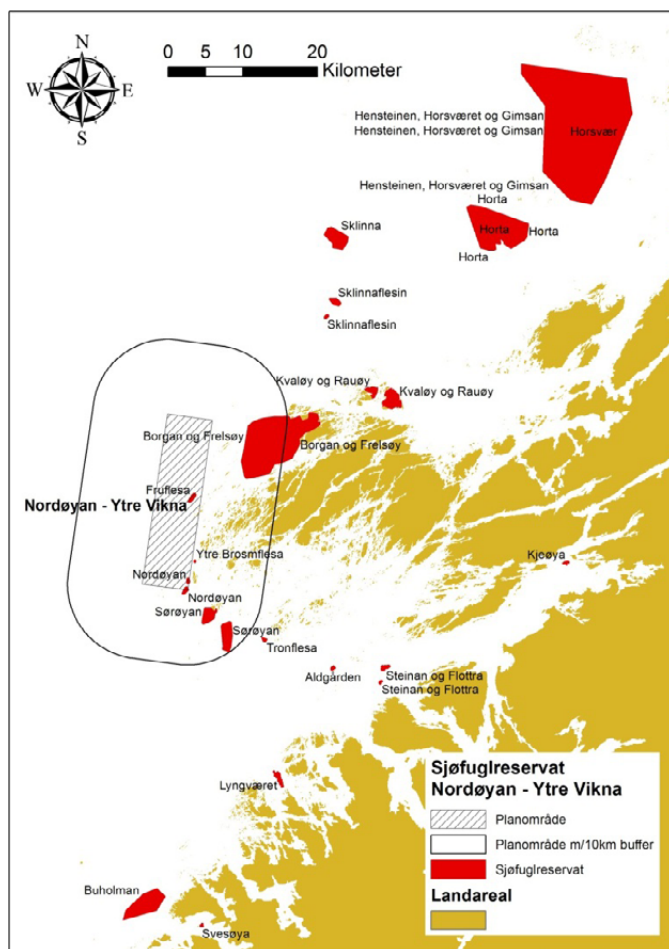 N
W E
S
0 5 10 20
Kilometer
Hensteinen, Horsværet og Gimsan
Hensteinen, Horsværet og Gimsan
Horsvær
Hensteinen, Horsværet og Gimsan
Horta
Horta
Horta
Horta
Sklinna
Sklinnaflesin
Sklinnaflesin
Kvaløy og Rauøy
Kvaløy og Rauøy
Borgan og Frelsøy
Borgan og Frelsøy
Fruflesa
Nordøyan - Ytre Vikna
Ytre Brosmflesa
Kjeøya
Nordøyan
Nordøyan
Sørøyan
Sørøyan
Tronflesa
Aldgården
Steinan og Flottra
Steinan og Flottra
Lyngværet
Buholman
Svesøya
Sjøfuglreservat
Nordøyan - Ytre Vikna
Planområde
Planområde m/10km buffer
Sjøfuglreservat
Landareal